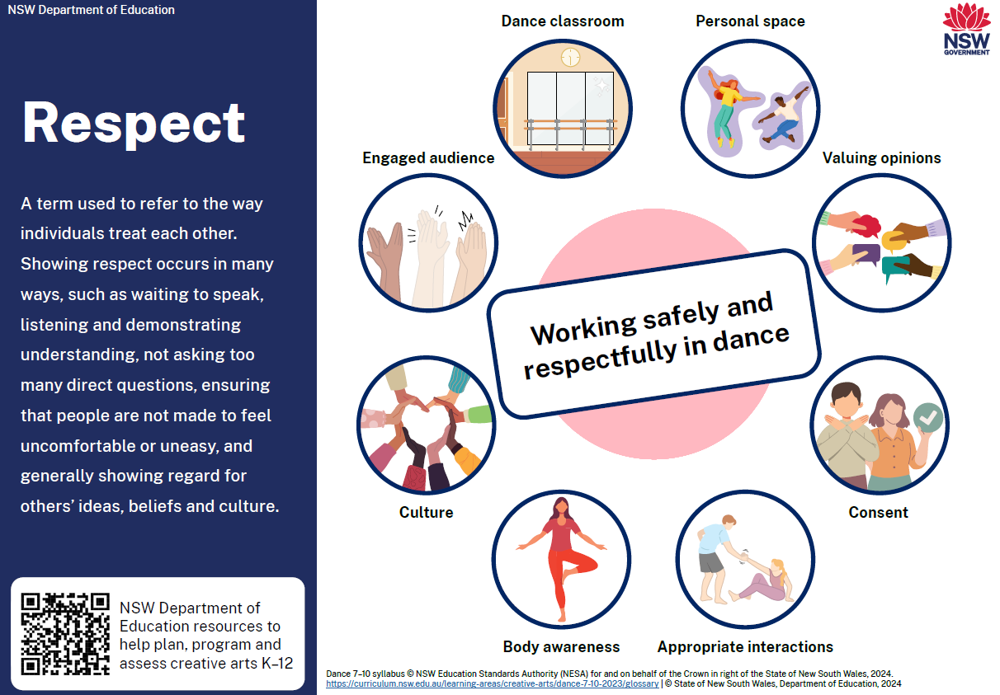 NSW Department of Education
Respect
A term used to refer to the way
individuals treat each other.
Showing respect occurs in many
ways, such as waiting to speak,
listening and demonstrating
understanding, not asking too
many direct questions, ensuring
that people are not made to feel
uncomfortable or uneasy, and
generally showing regard for
others’ ideas, beliefs and culture.
NSW Department of
Education resources to
help plan, program and
assess creative arts K–12
Dance classroom
Personal space
NSW
GOVERNMENT
Engaged audience
Valuing opinions
Working safely and
respectfully in dance
Culture
Consent
Body awareness
Appropriate interactions
Dance 7–10 syllabus © NSW Education Standards Authority (NESA) for and on behalf of the Crown in right of the State of New South Wales, 2024.
https://curriculum.nsw.edu.au/learning-areas/creative-arts/dance-7-10-2023/glossary | © State of New South Wales, Department of Education, 2024